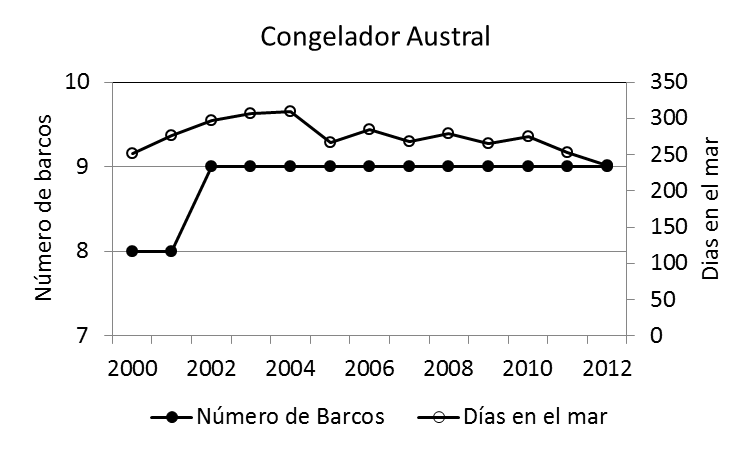 Congelador Austral
10
9
8
7
Número de barcos
350
300
250
200
150
100
50
0
Dias en el mar
2000 2002 2004 2006 2008 2010 2012
Número de Barcos Días en el mar